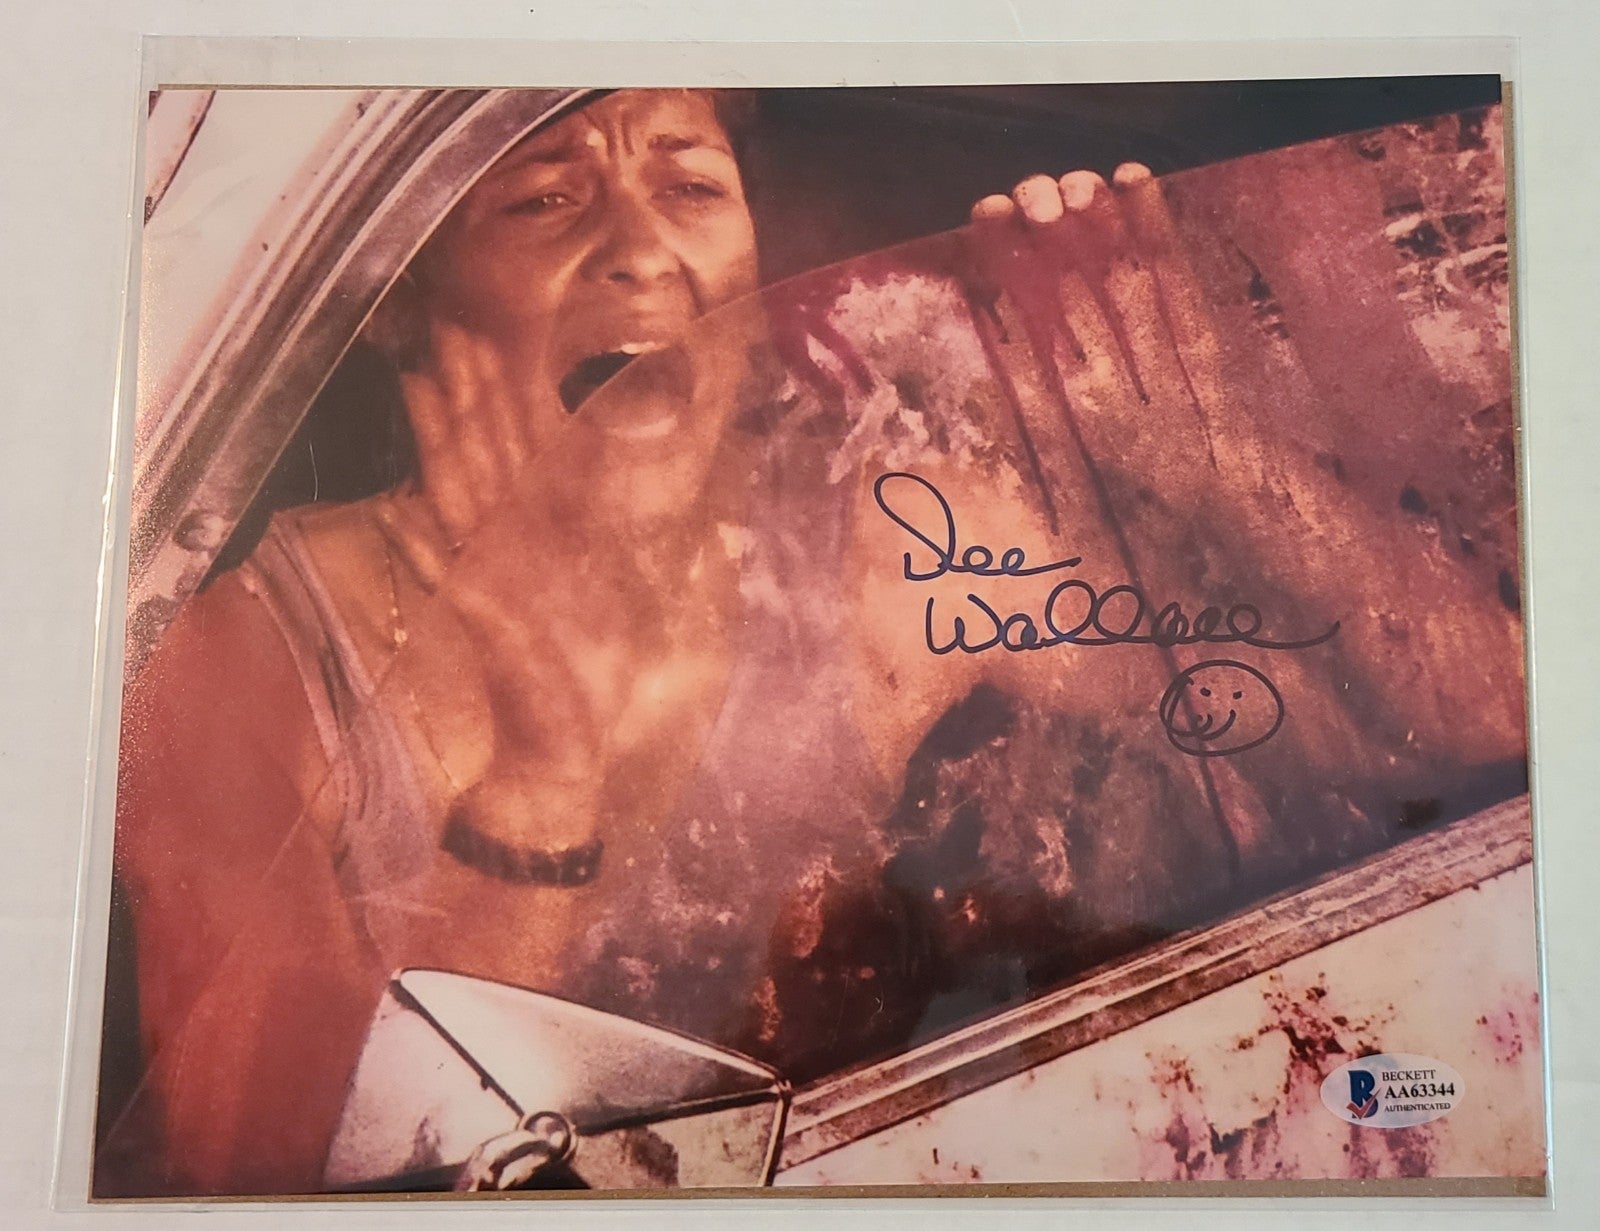 Dee
Wallace
BECKETT
AA63344
AUTHENTICATED